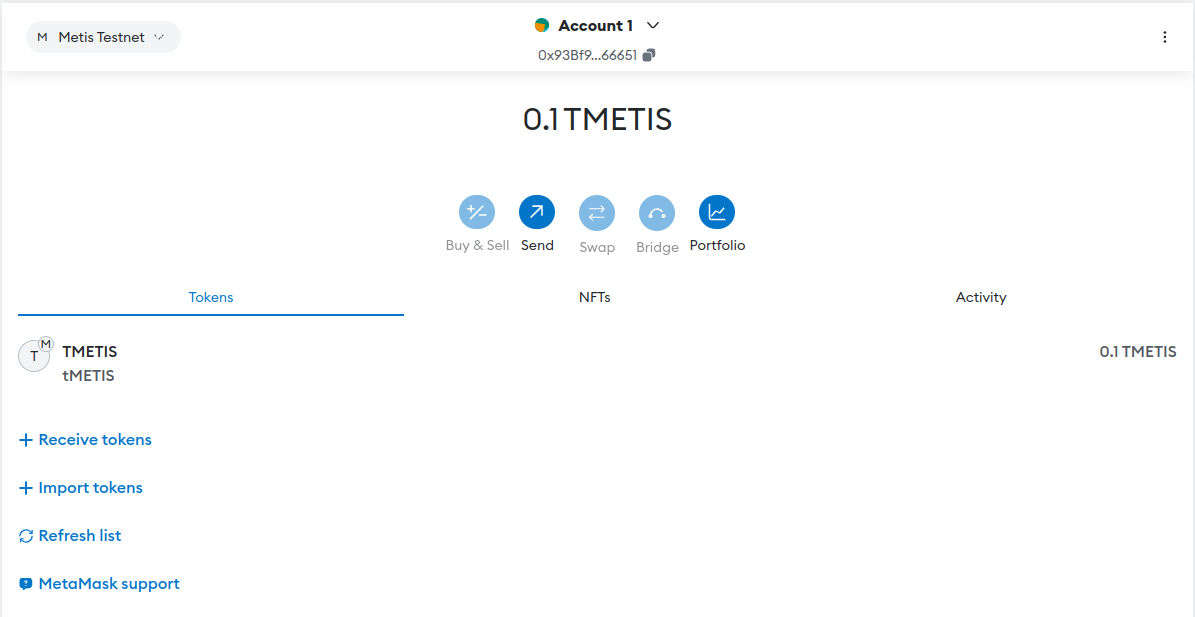 M Metis Testnet
Account 1
0x93Bf9...66651
0.1 TMETIS
Buy & Sell Send Swap Bridge Portfolio
Tokens NFTs Activity
T M TMETIS 0.1 TMETIS
tMETIS
Receive tokens
Import tokens
Refresh list
MetaMask support